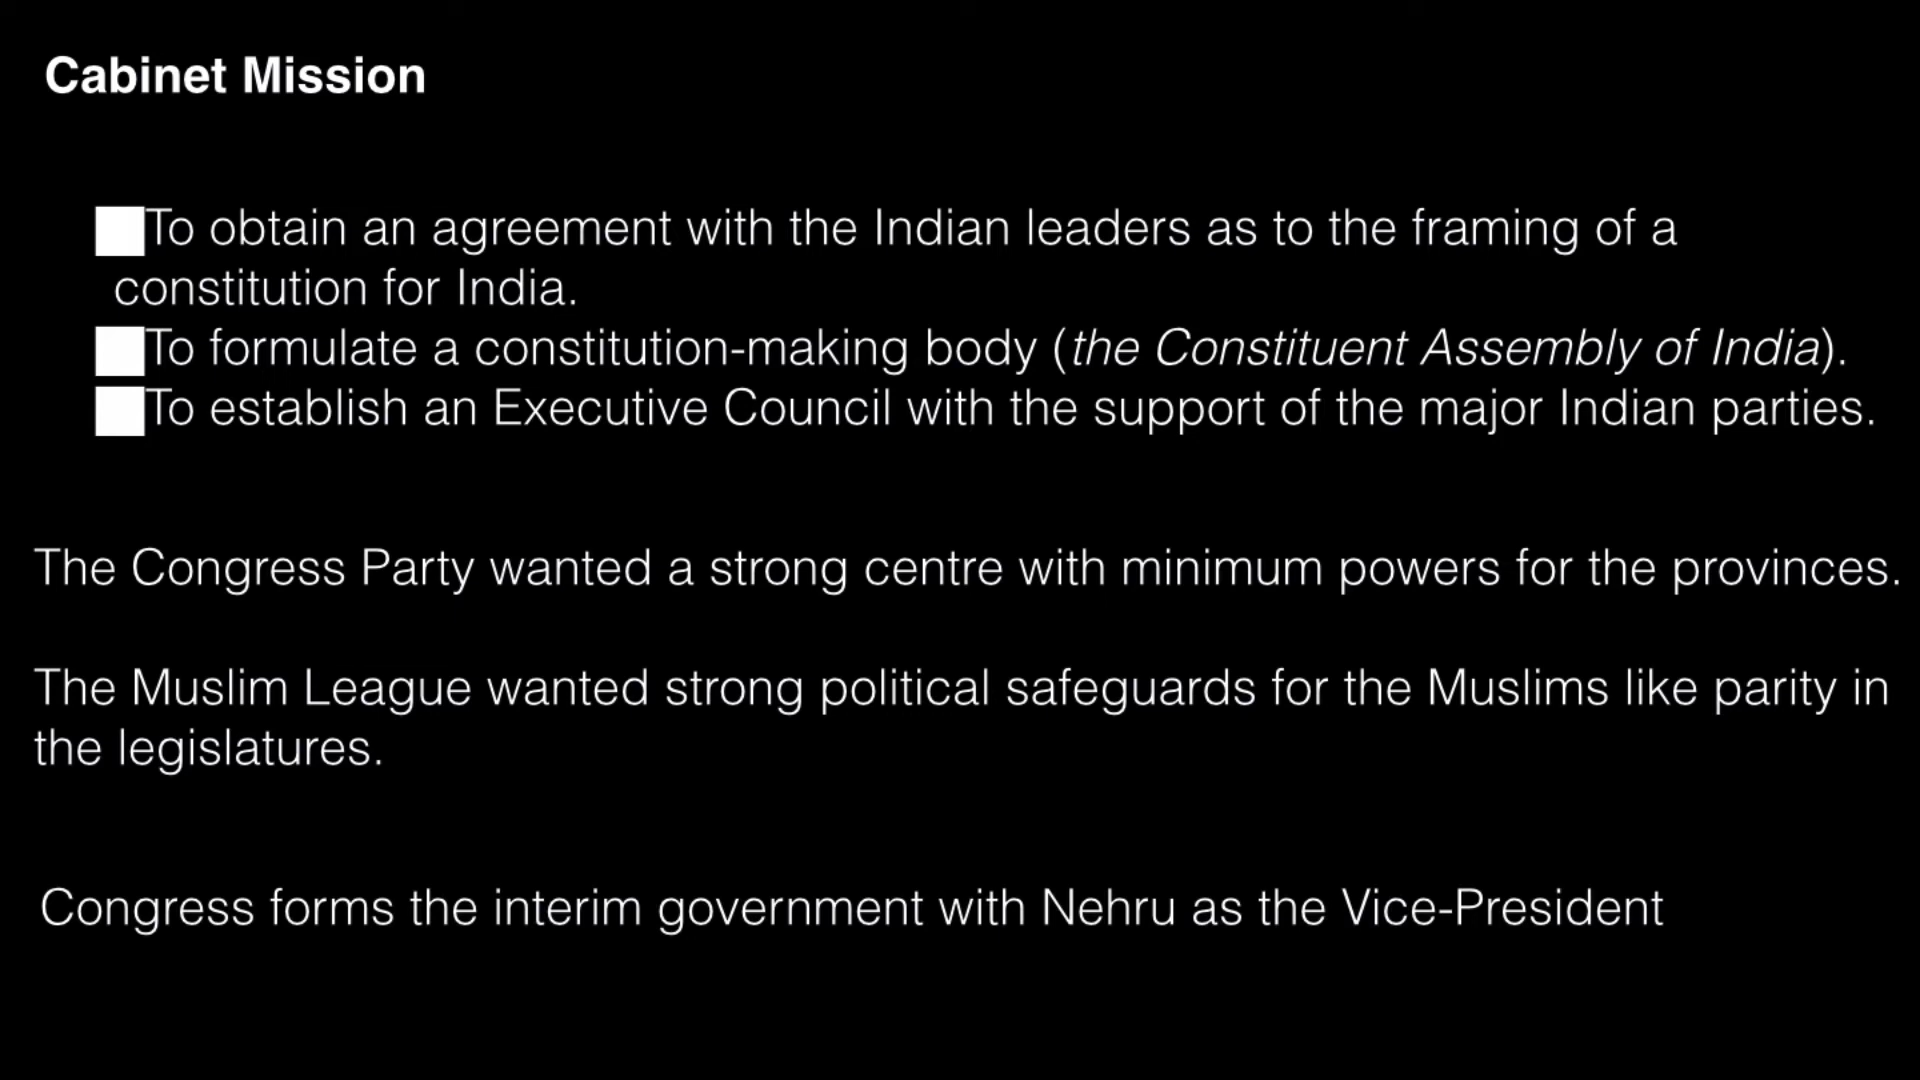 Cabinet Mission
To obtain an agreement with the Indian leaders as to the framing of a
constitution for India.
To formulate a constitution-making body (the Constituent Assembly of India).
To establish an Executive Council with the support of the major Indian parties.
The Congress Party wanted a strong centre with minimum powers for the provinces.
The Muslim League wanted strong political safeguards for the Muslims like parity in
the legislatures.
Congress forms the interim government with Nehru as the Vice-President